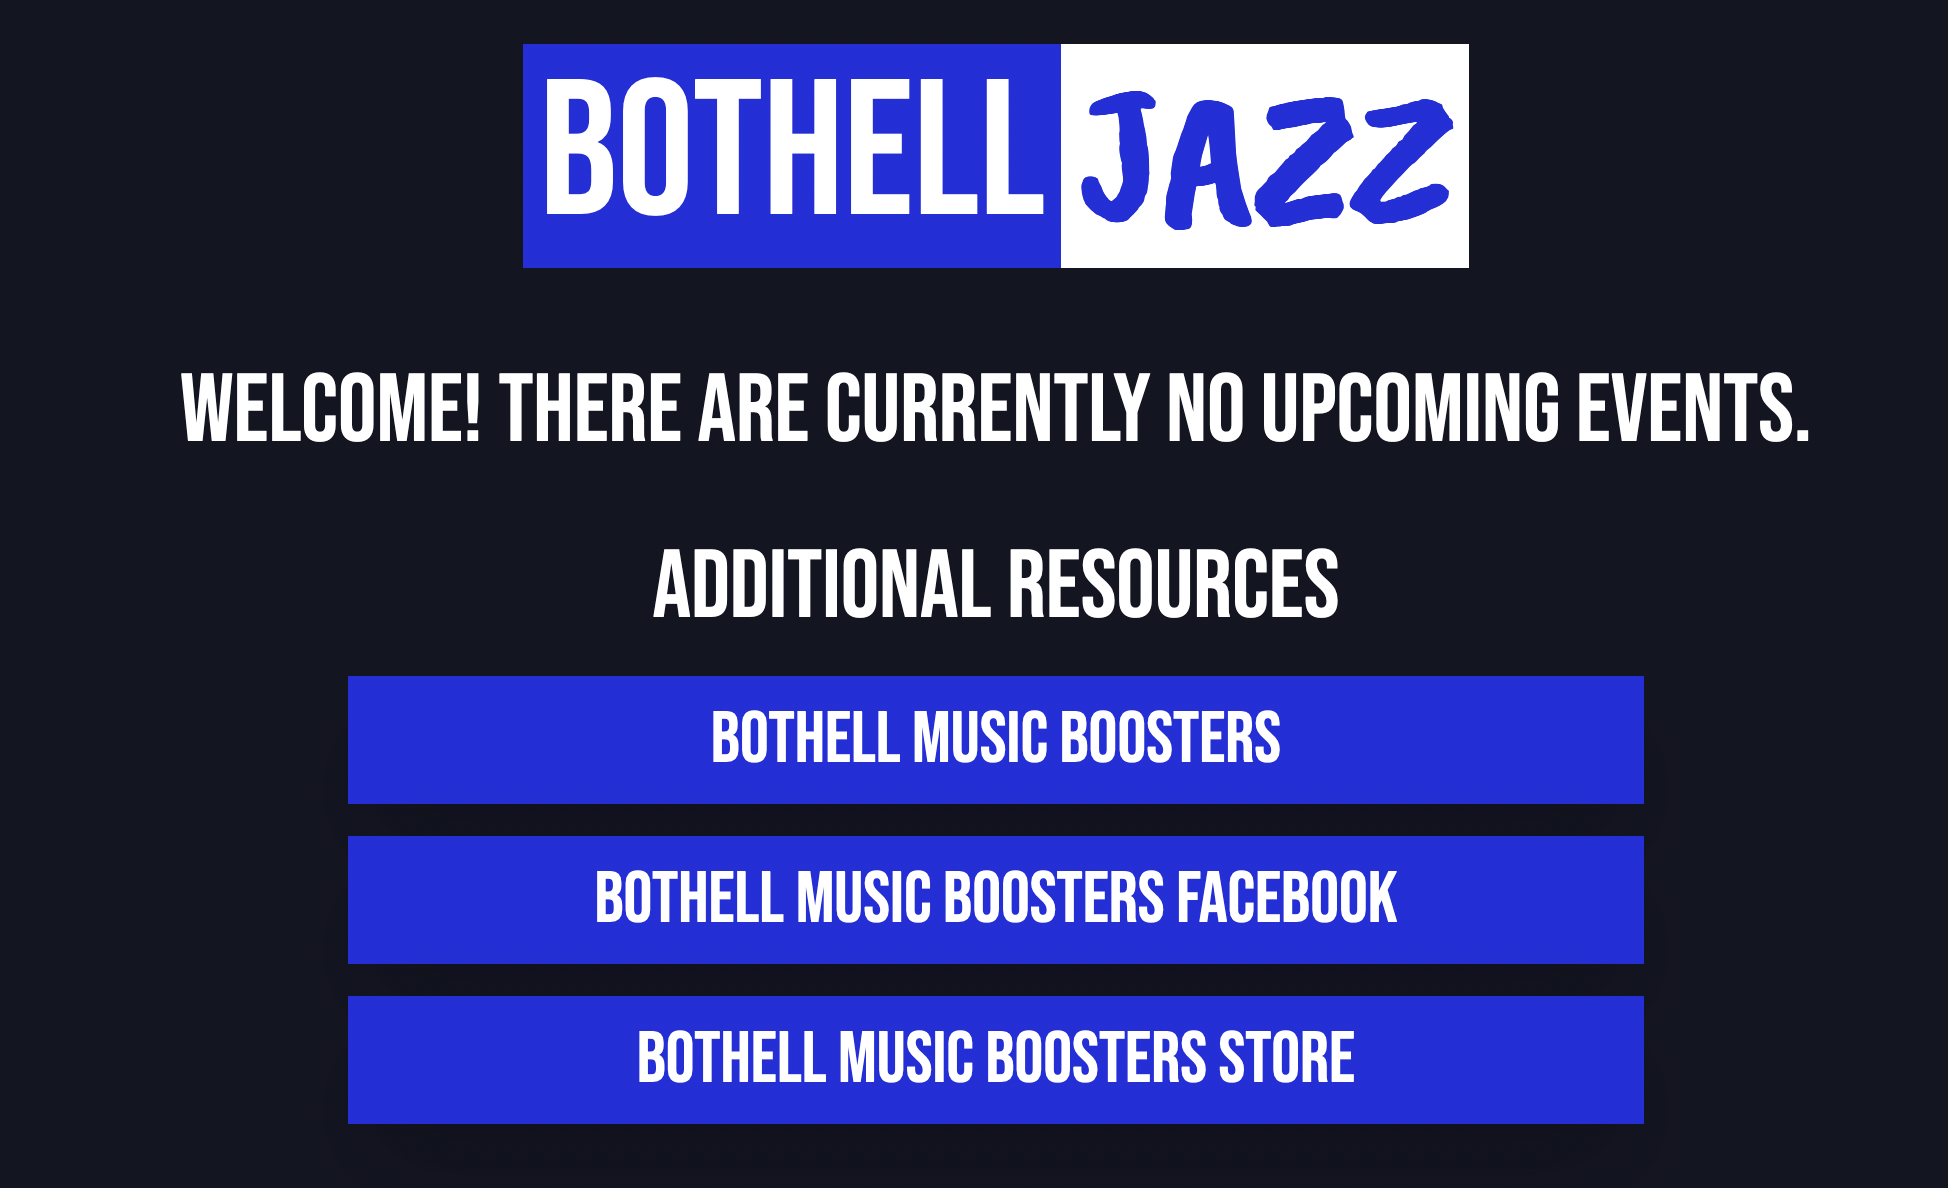 BOTHELL JAZZ
WELCOME! THERE ARE CURRENTLY NO UPCOMING EVENTS.
ADDITIONAL RESOURCES
BOTHELL MUSIC BOOSTERS
BOTHELL MUSIC BOOSTERS FACEBOOK
BOTHELL MUSIC BOOSTERS STORE